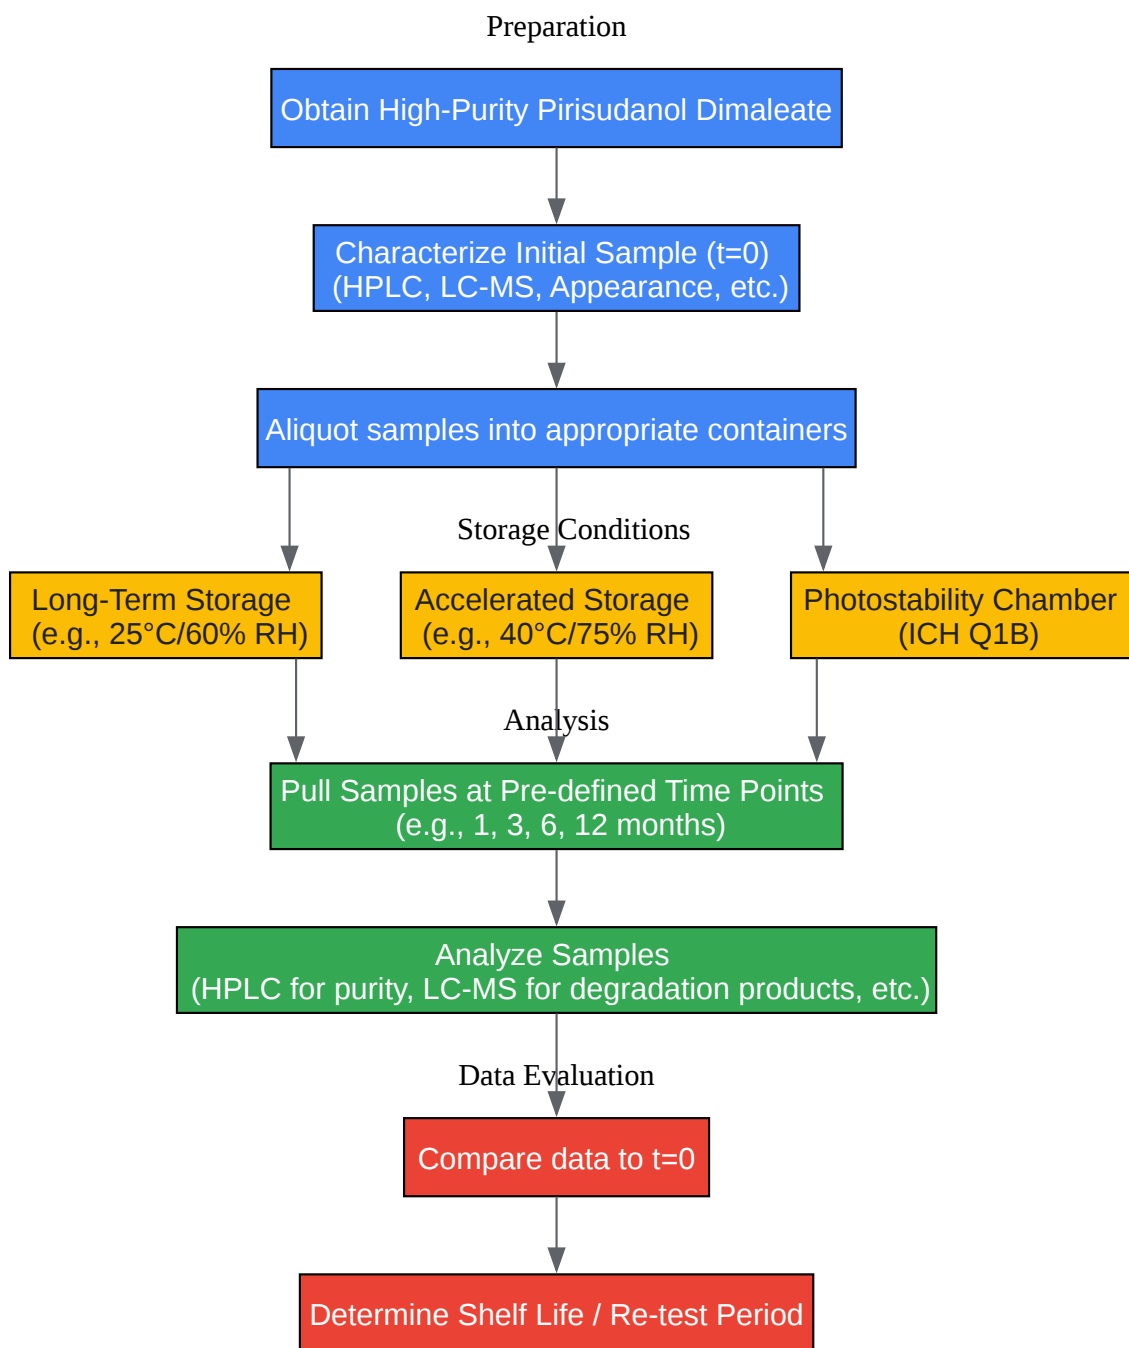 Preparation
Obtain High-Purity Pirisudanol Dimaleate
Characterize Initial Sample (t=0)
(HPLC, LC-MS, Appearance, etc.)
Aliquot samples into appropriate containers
Storage Conditions
Long-Term Storage
(e.g., 25°C/60% RH)
Accelerated Storage
(e.g., 40°C/75% RH)
Photostability Chamber
(ICH Q1B)
Analysis
Pull Samples at Pre-defined Time Points
(e.g., 1, 3, 6, 12 months)
Analyze Samples
(HPLC for purity, LC-MS for degradation products, etc.)
Data Evaluation
Compare data to t=0
Determine Shelf Life / Re-test Period